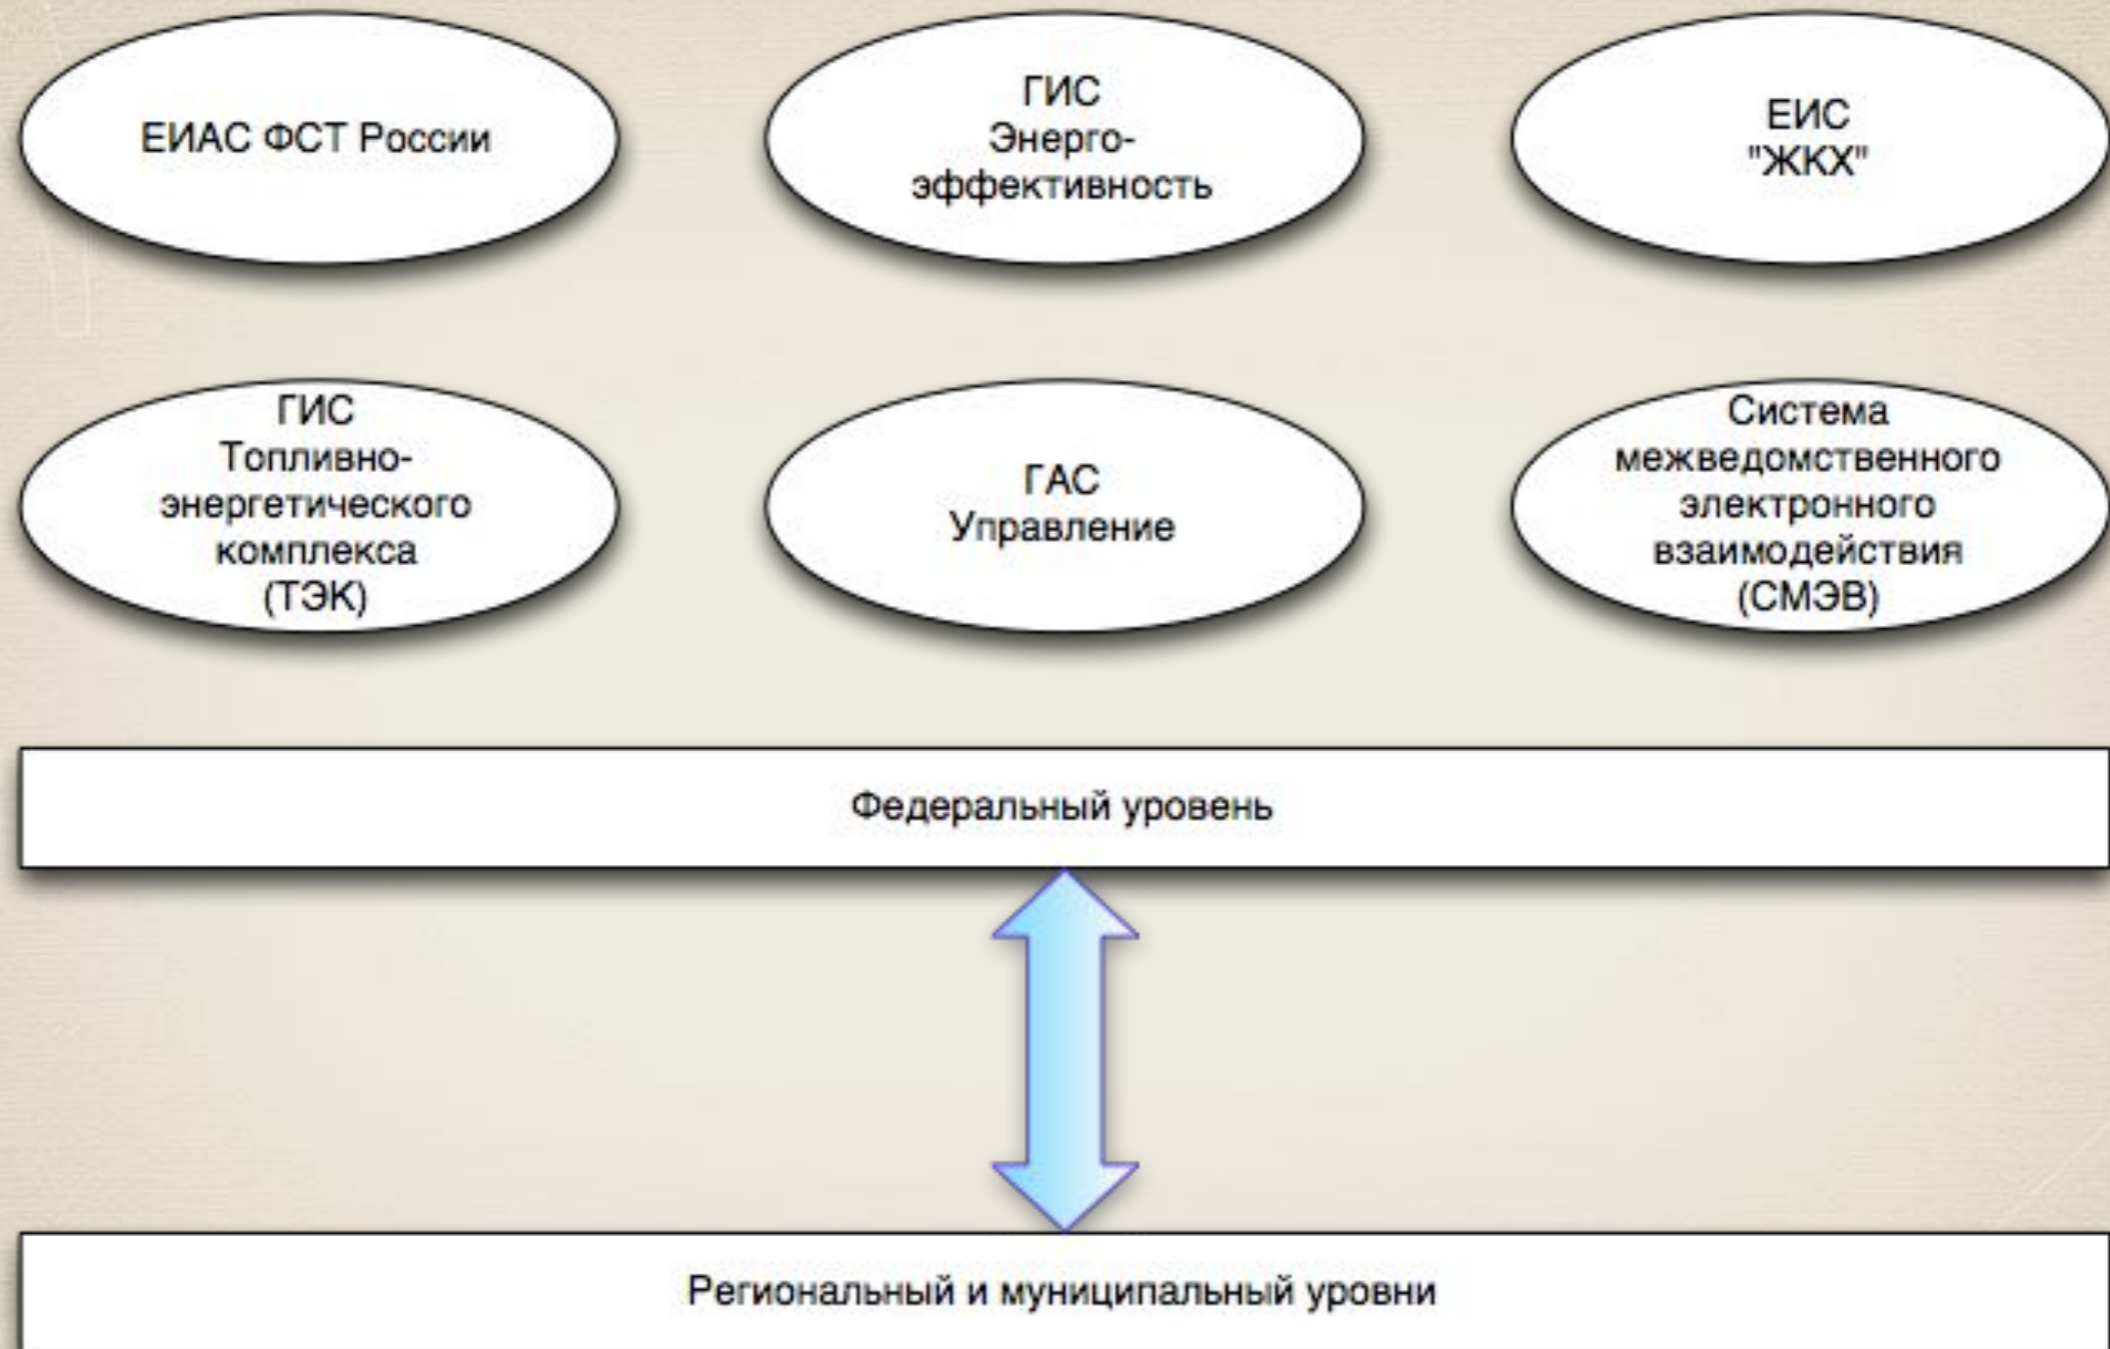 ЕИАС ФСТ России
ГИС
Энерго-
эффективность
ЕИС
"ЖКХ"
ГИС
Топливно-
энергетического
комплекса
(ТЭК)
ГАС
Управление
Система
межведомственного
электронного
взаимодействия
(СМЭВ)
Федеральный уровень
Региональный и муниципальный уровни